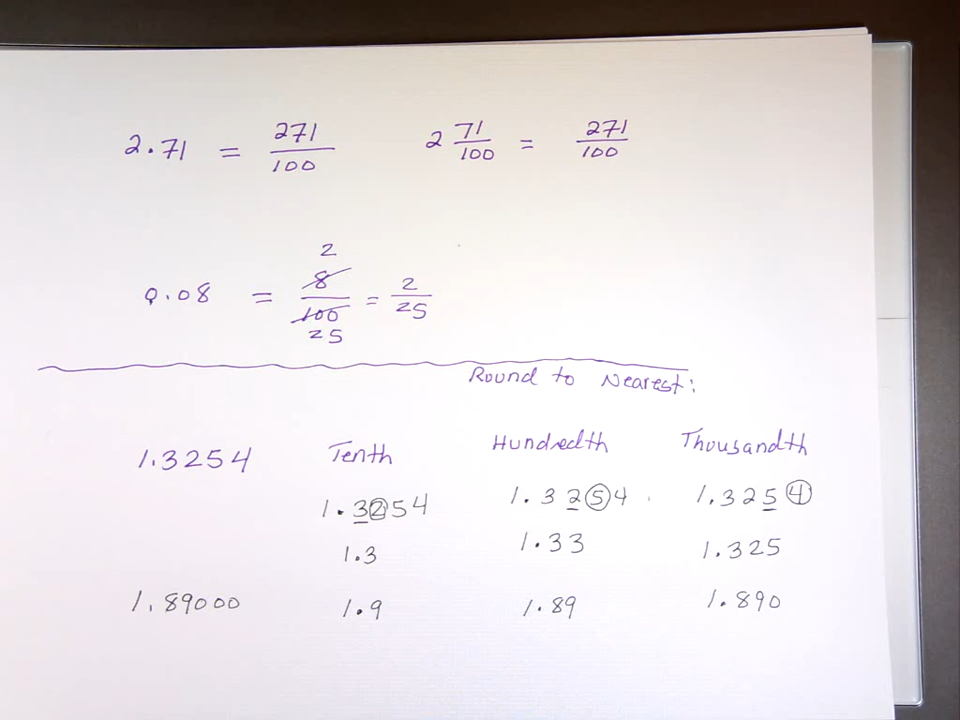 2.71 = 271/100 2 71/100 = 271/100
0.08 = 8/100 = 2/25
2
25
Round to Nearest:
1.3254 Tenth Hundredth Thousandth
1.3254 1.3254 1.3254
1.3 1.33 1.325
1.89000 1.9 1.89 1.890